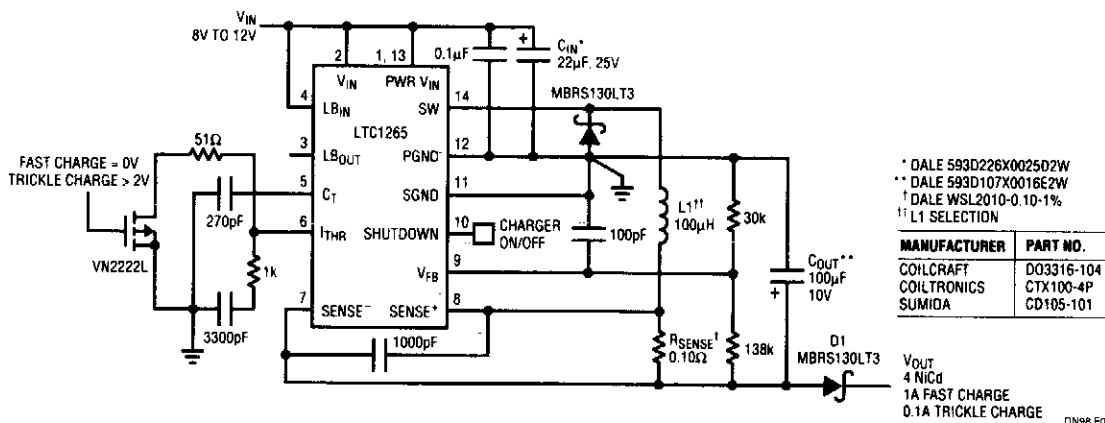 VIN
8V TO 12V
2
1, 13
0.1µF
+
CIN*
22µF, 25V
VIN
PWR VIN
MBRS130LT3
4
LBIN
SW
14
LTC1265
51Ω
3
LBOUT
PGND
12
FAST CHARGE = 0V
TRICKLE CHARGE > 2V
* DALE 593D226X0025D2W
** DALE 593D107X0016E2W
† DALE WSL2010-0.10-1%
†† L1 SELECTION
5
CT
SGND
11
270pF
L1††
100µH
30k
6
ITHR
SHUTDOWN
10
CHARGER
ON/OFF
100pF
VN2222L
1k
VFB
9
COUT**
100µF
10V
+
MANUFACTURER PART NO.
COILCRAFT DO3316-104
COILTRONICS CTX100-4P
SUMIDA CD105-101
7
SENSE–
SENSE+
8
3300pF
1000pF
RSENSE†
0.10Ω
138k
D1
MBRS130LT3
VOUT
4 NiCd
1A FAST CHARGE
0.1A TRICKLE CHARGE